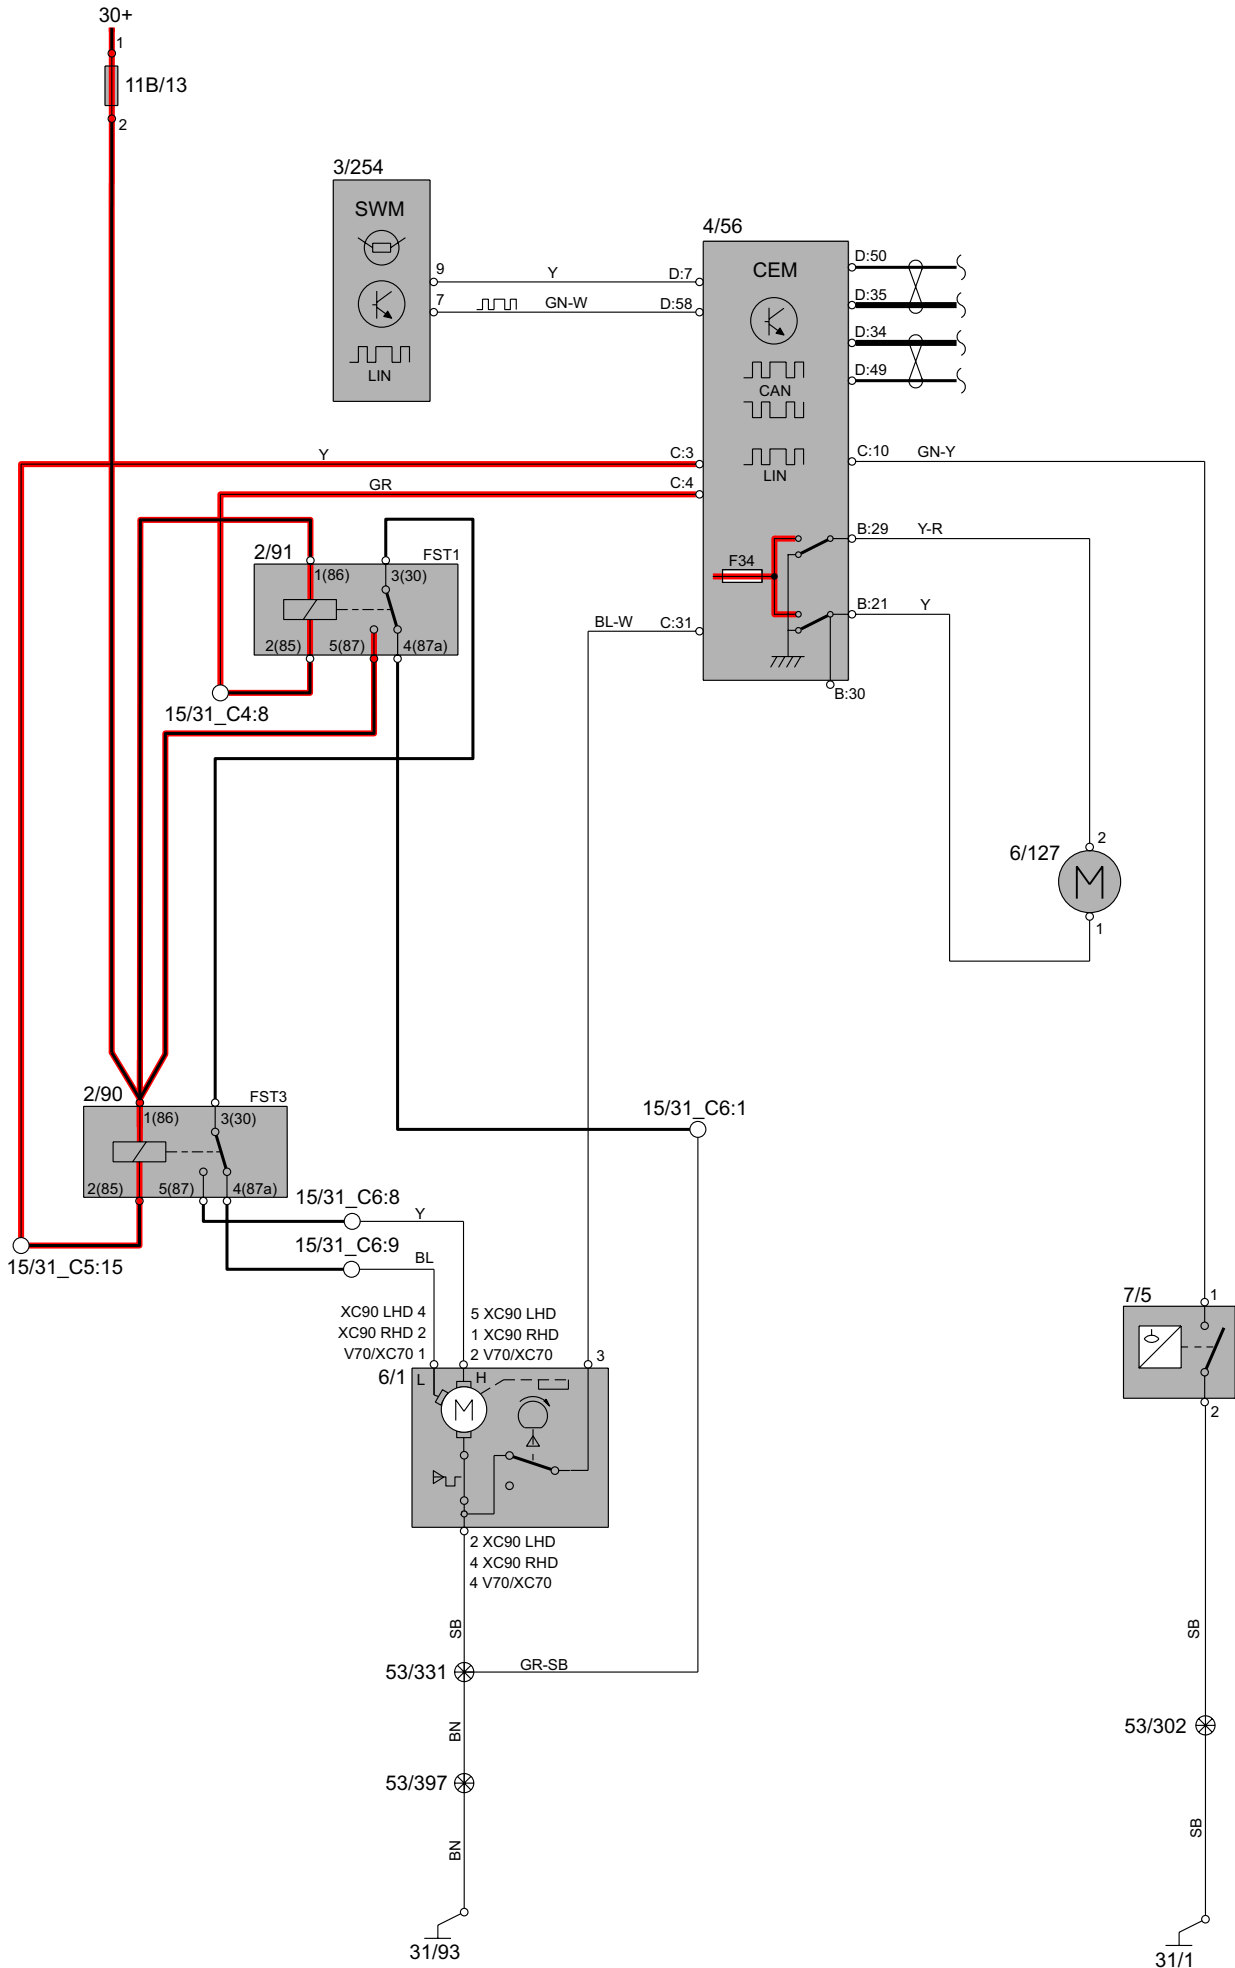 30+
1
11B/13
2
3/254
SWM
LIN
9
Y
D:7
7
GN-W
D:58
4/56
CEM
CAN
LIN
D:50
D:35
D:34
D:49
Y
C:3
GR
C:4
C:10
GN-Y
B:29
Y-R
F34
B:21
Y
BL-W
C:31
B:30
2/91
FST1
1(86)
3(30)
2(85)
5(87)
4(87a)
15/31_C4:8
2
6/127
M
1
2/90
FST3
1(86)
3(30)
2(85)
5(87)
4(87a)
15/31_C6:1
15/31_C6:8
Y
15/31_C6:9
BL
15/31_C5:15
XC90 LHD 4
XC90 RHD 2
V70/XC70 1
5 XC90 LHD
1 XC90 RHD
2 V70/XC70
3
6/1
L
H
M
2 XC90 LHD
4 XC90 RHD
4 V70/XC70
7/5
1
2
SB
53/331
GR-SB
BN
53/397
BN
31/93
SB
53/302
SB
31/1